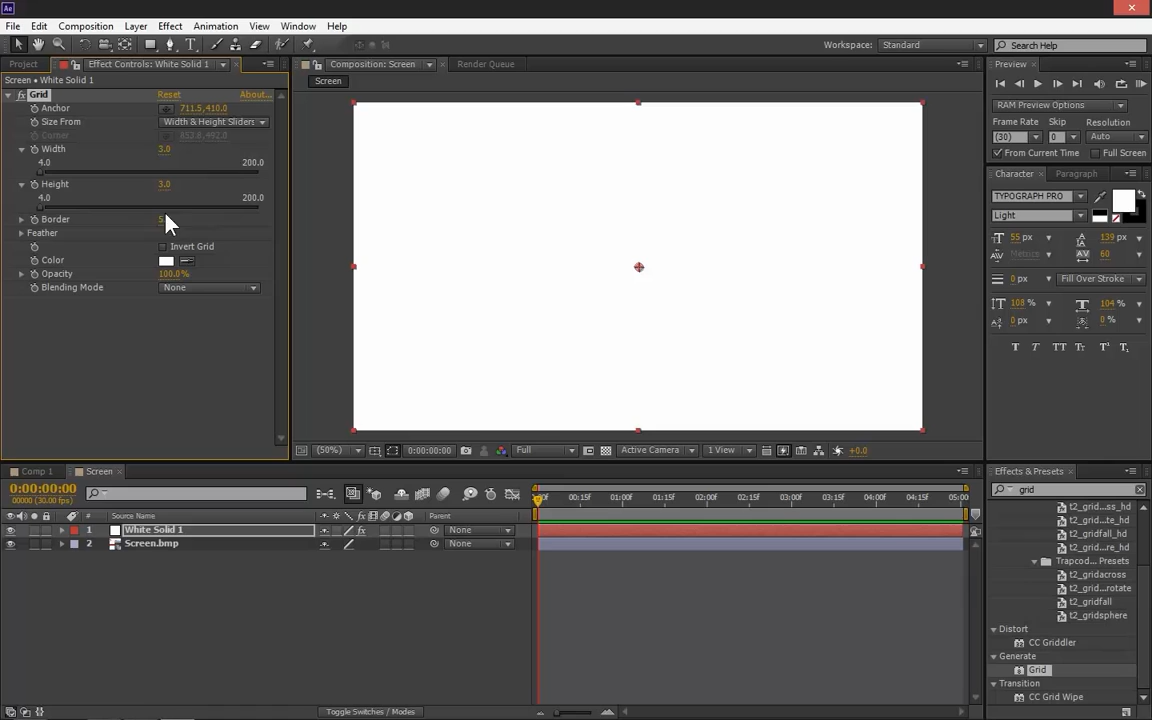 Ae
File Edit Composition Layer Effect Animation View Window Help
Workspace: Standard Search Help
Project Effect Controls: White Solid 1
Composition: Screen Render Queue
Screen • White Solid 1
Screen
fx Grid Reset About...
Anchor 711.5,410.0
Size From Width & Height Sliders
Corner 852.8,492.0
Width 3.0
4.0 200.0
Height 3.0
4.0 200.0
Border
Feather
Invert Grid
Color
Opacity 100.0%
Blending Mode None
(50%) 0:00:00:00 Full Active Camera 1 View +0.0
Preview
RAM Preview Options
Frame Rate Skip Resolution
(30) 0 Auto
From Current Time Full Screen
Character Paragraph
TYPOGRAPH PRO
Light
55 px 139 px
Metrics 60
0 px Fill Over Stroke
108 % 104 %
0 px 0 %
T T TT Tт T¹ T₁
Comp 1 Screen
0:00:00:00
00000 (30.00 fps)
# Source Name Parent
00:15f 01:00f 01:15f 02:00f 02:15f 03:00f 03:15f 04:00f 04:15f 05:00
1 White Solid 1 fx None
2 Screen.bmp None
Toggle Switches / Modes
Effects & Presets
grid
t2_grid...ss_hd
t2_grid...te_hd
t2_gridfall_hd
t2_grid...re_hd
Trapcod... Presets
t2_gridacross
t2_grid...rotate
t2_gridfall
t2_gridsphere
Distort
CC Griddler
Generate
Grid
Transition
CC Grid Wipe